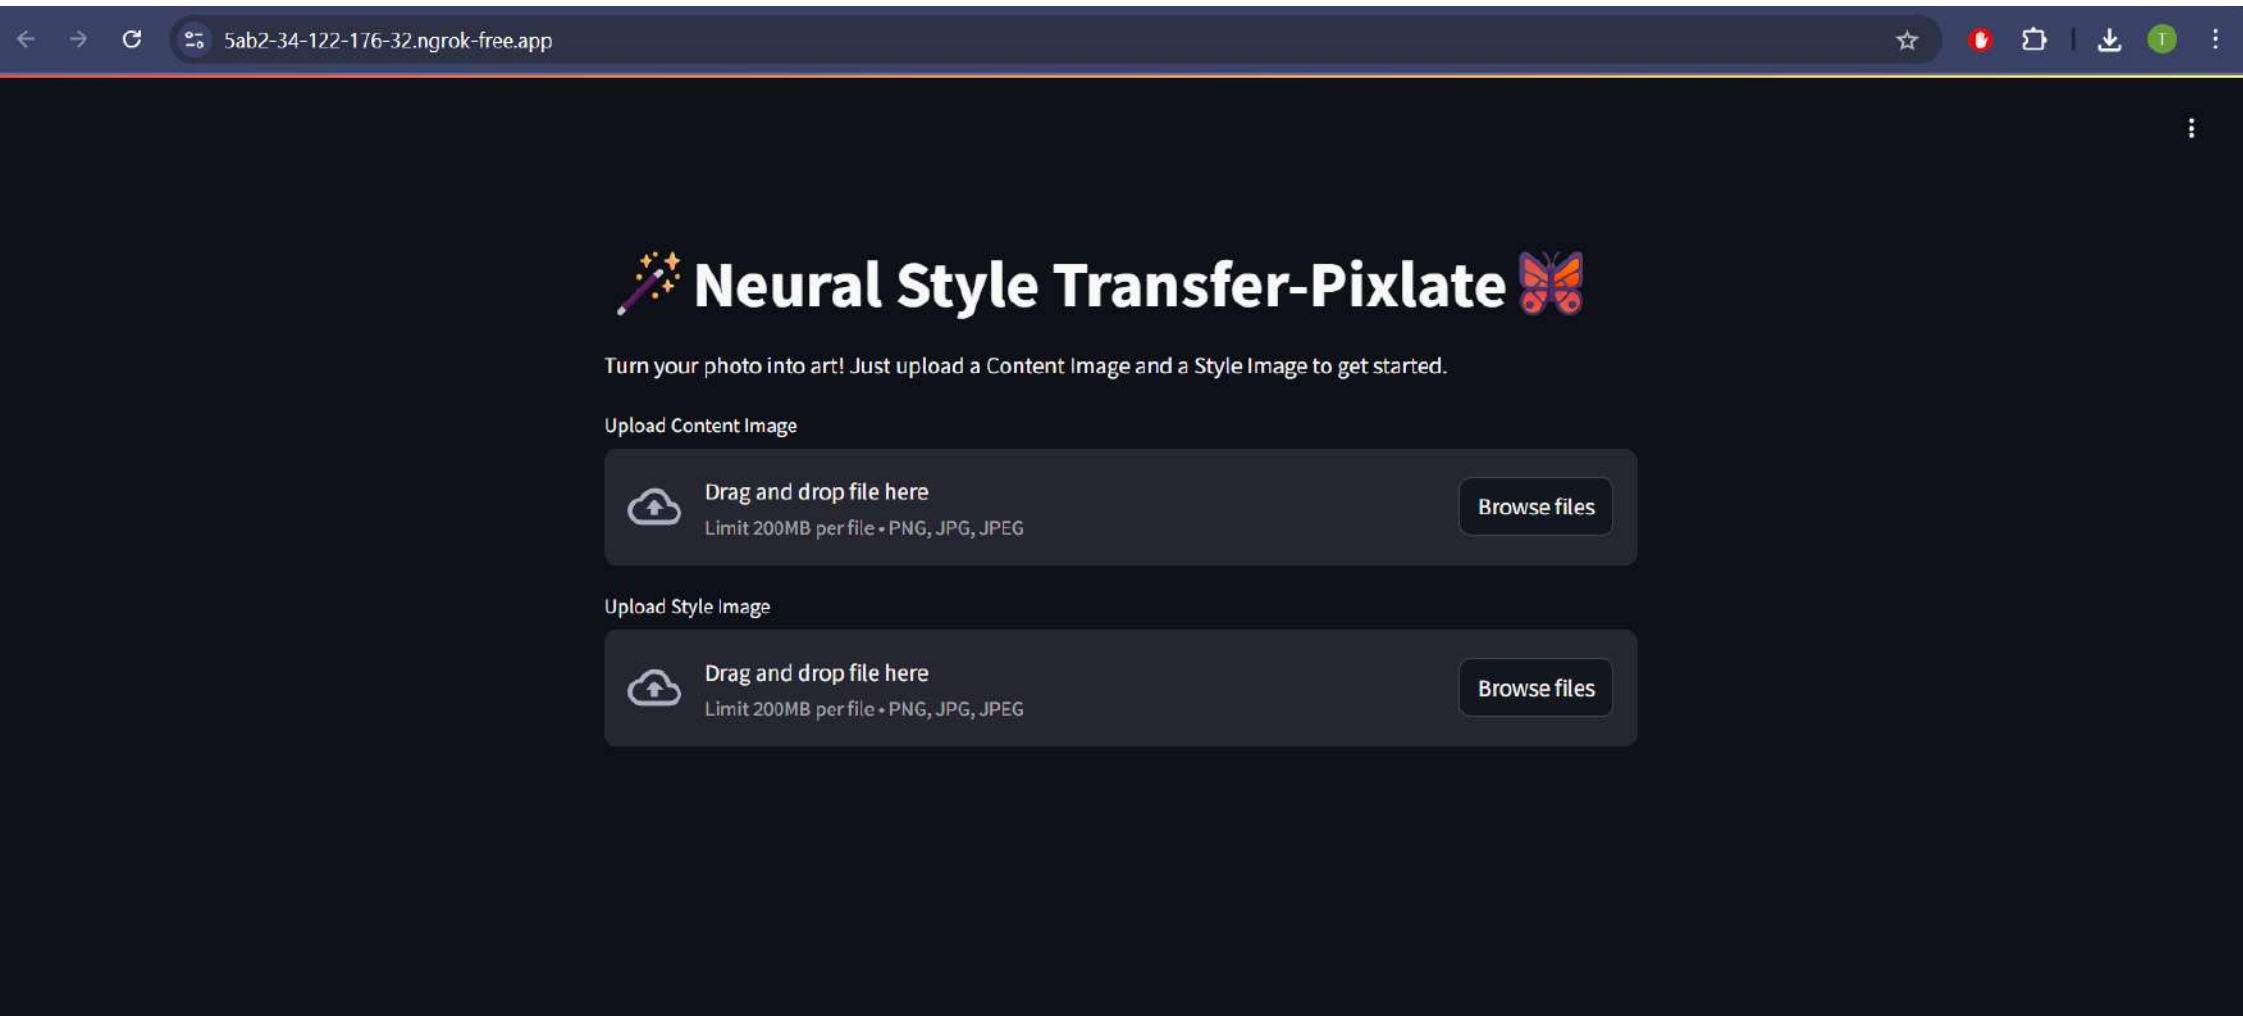 5ab2-34-122-176-32.ngrok-free.app
T
Neural Style Transfer-Pixlate
Turn your photo into art! Just upload a Content Image and a Style Image to get started.
Upload Content Image
Drag and drop file here
Limit 200MB per file • PNG, JPG, JPEG
Browse files
Upload Style Image
Drag and drop file here
Limit 200MB per file • PNG, JPG, JPEG
Browse files